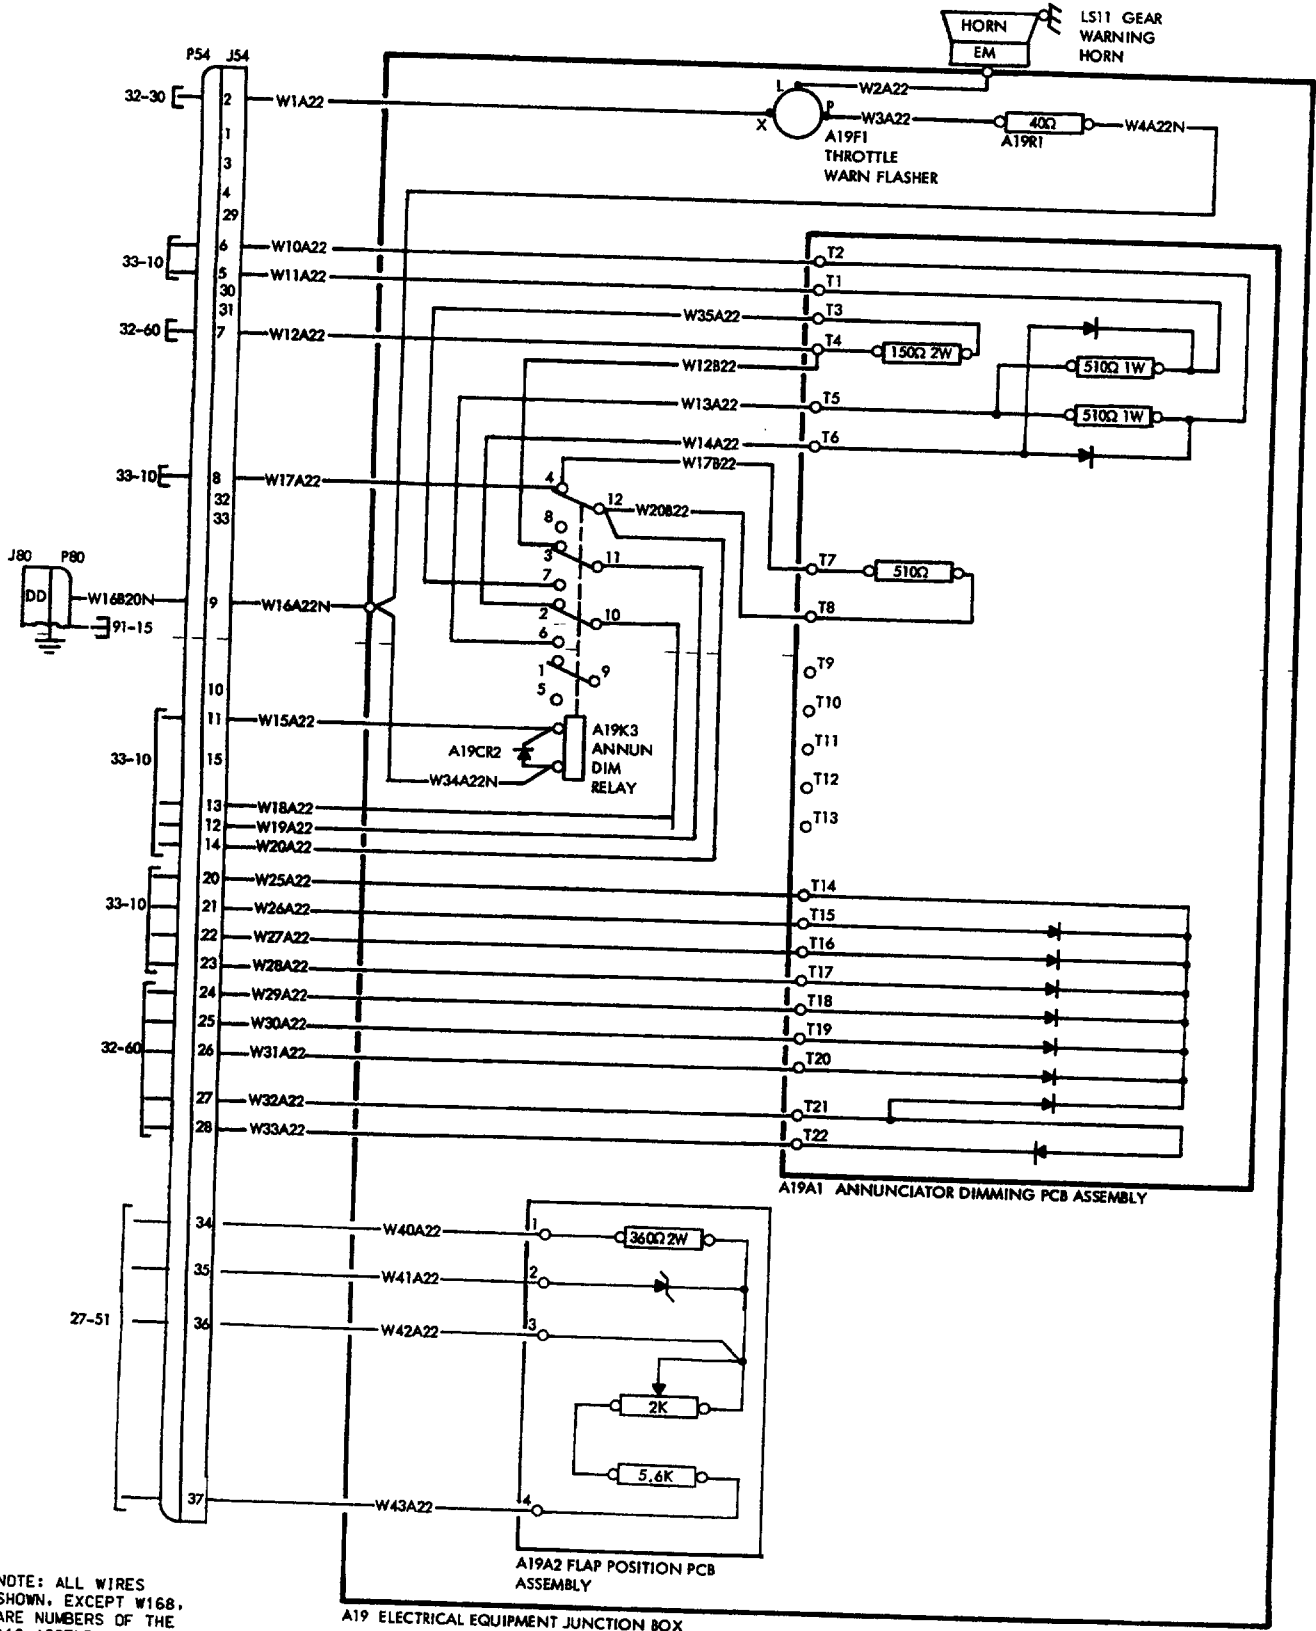 HORN
EM
LS11 GEAR
WARNING
HORN
P54 J54
32-30
2
W1A22
L
W2A22
X
P
W3A22
40Ω
A19R1
W4A22N
A19F1
THROTTLE
WARN FLASHER
1
3
4
29
33-10
6
W10A22
T2
5
W11A22
T1
30
31
W35A22
T3
32-60
7
W12A22
T4
150Ω 2W
W12B22
510Ω 1W
W13A22
T5
510Ω 1W
W14A22
T6
W17B22
33-10
8
W17A22
4
12
W20B22
32
33
8
3
11
T7
510Ω
7
J80 P80
DD
W16B20N
9
W16A22N
2
10
T8
91-15
6
1
9
T9
10
5
T10
33-10
11
W15A22
A19CR2
A19K3
ANNUN
DIM
RELAY
T11
15
W34A22N
T12
13
W18A22
T13
12
W19A22
14
W20A22
33-10
20
W25A22
T14
21
W26A22
T15
22
W27A22
T16
23
W28A22
T17
32-60
24
W29A22
T18
25
W30A22
T19
26
W31A22
T20
27
W32A22
T21
28
W33A22
T22
A19A1 ANNUNCIATOR DIMMING PCB ASSEMBLY
27-51
34
W40A22
1
360Ω 2W
35
W41A22
2
36
W42A22
3
2K
5.6K
37
W43A22
4
A19A2 FLAP POSITION PCB
ASSEMBLY
NOTE: ALL WIRES
SHOWN, EXCEPT W168,
ARE NUMBERS OF THE
A19 ELECTRICAL EQUIPMENT JUNCTION BOX